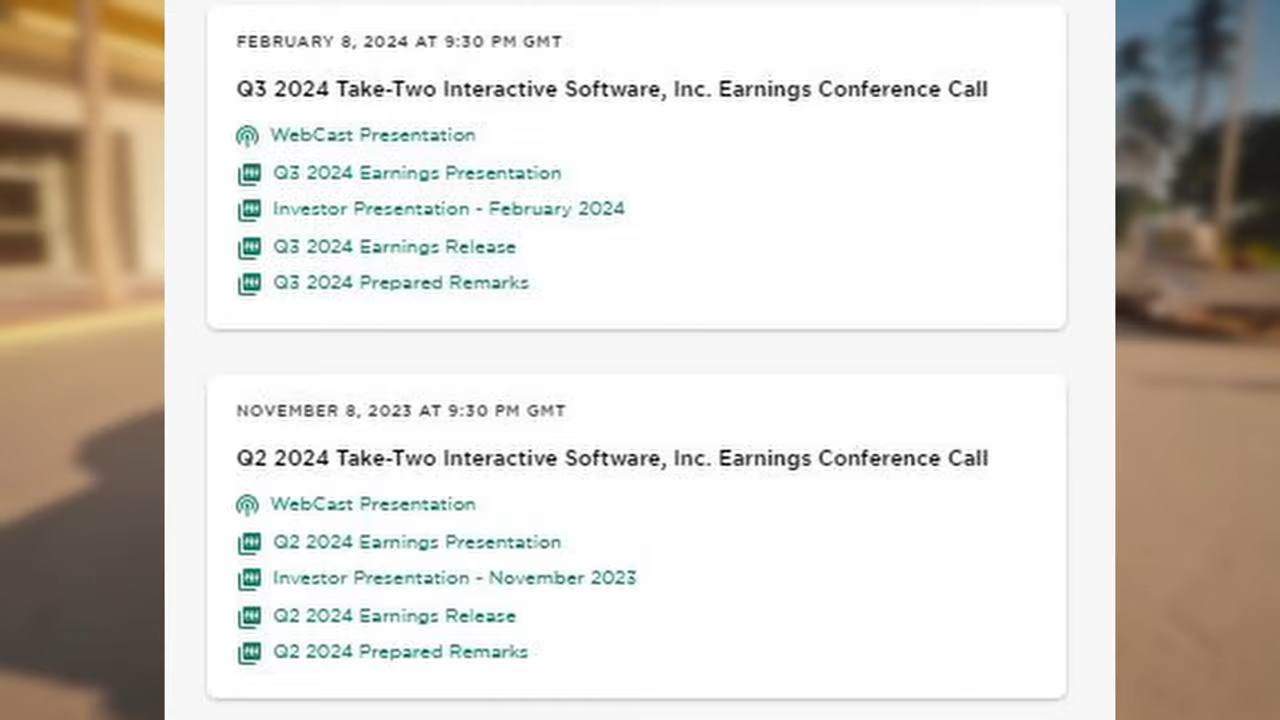 FEBRUARY 8, 2024 AT 9:30 PM GMT
Q3 2024 Take-Two Interactive Software, Inc. Earnings Conference Call
WebCast Presentation
Q3 2024 Earnings Presentation
Investor Presentation - February 2024
Q3 2024 Earnings Release
Q3 2024 Prepared Remarks
NOVEMBER 8, 2023 AT 9:30 PM GMT
Q2 2024 Take-Two Interactive Software, Inc. Earnings Conference Call
WebCast Presentation
Q2 2024 Earnings Presentation
Investor Presentation - November 2023
Q2 2024 Earnings Release
Q2 2024 Prepared Remarks